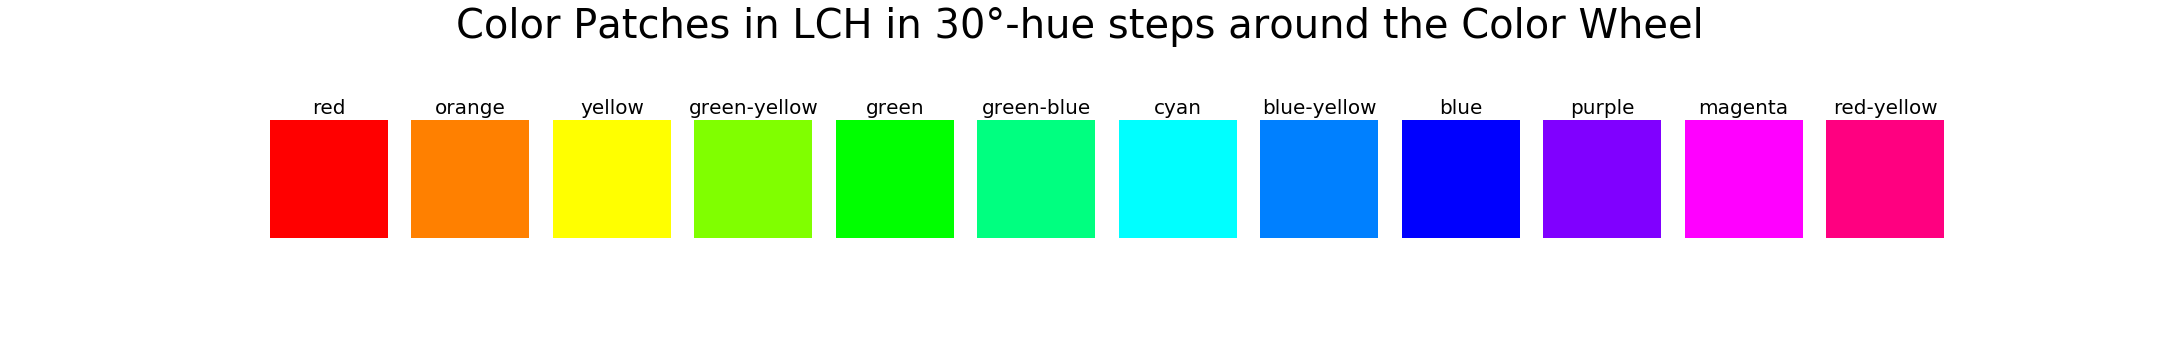 Color Patches in LCH in 30°-hue steps around the Color Wheel
red orange yellow green-yellow green green-blue cyan blue-yellow blue purple magenta red-yellow